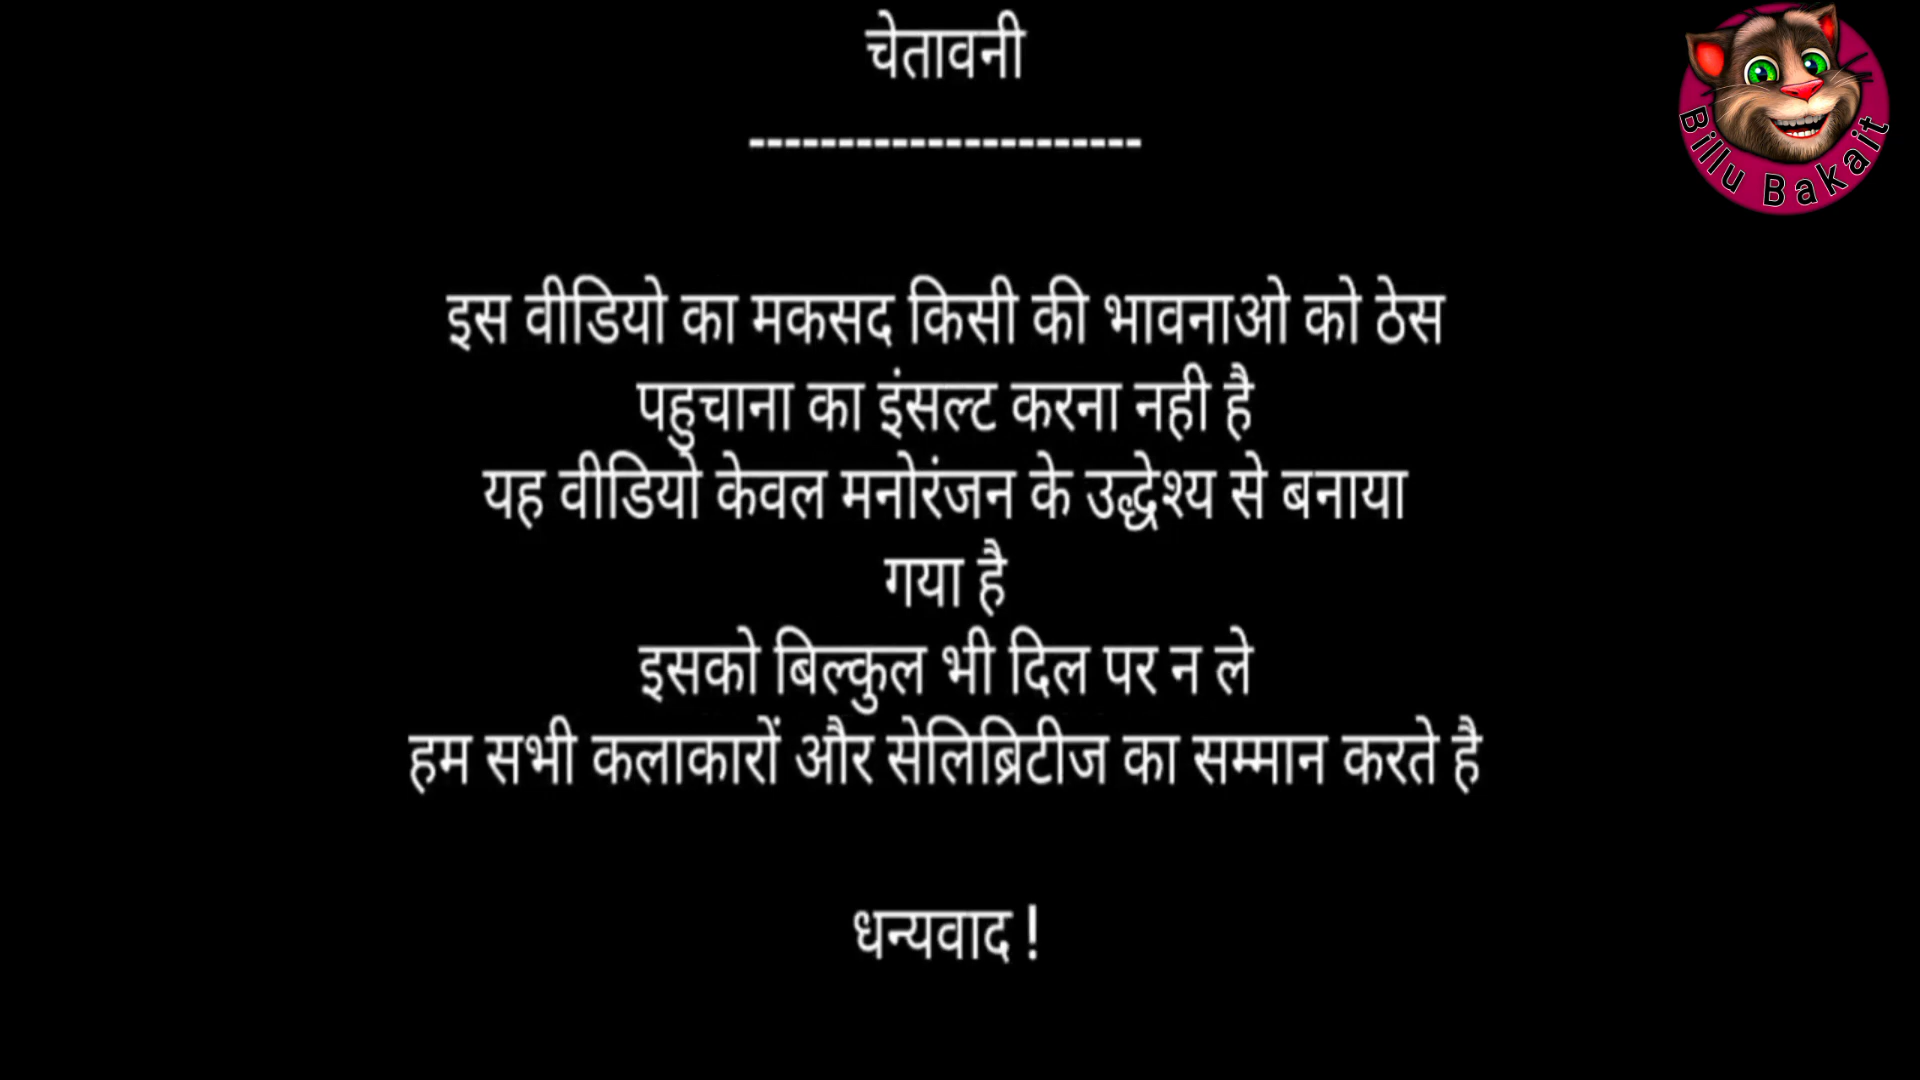 चेतावनी
----------------------
Billu Bakait
इस वीडियो का मकसद किसी की भावनाओ को ठेस
पहुचाना का इंसल्ट करना नही है
यह वीडियो केवल मनोरंजन के उद्धेश्य से बनाया
गया है
इसको बिल्कुल भी दिल पर न ले
हम सभी कलाकारों और सेलिब्रिटीज का सम्मान करते है
धन्यवाद !